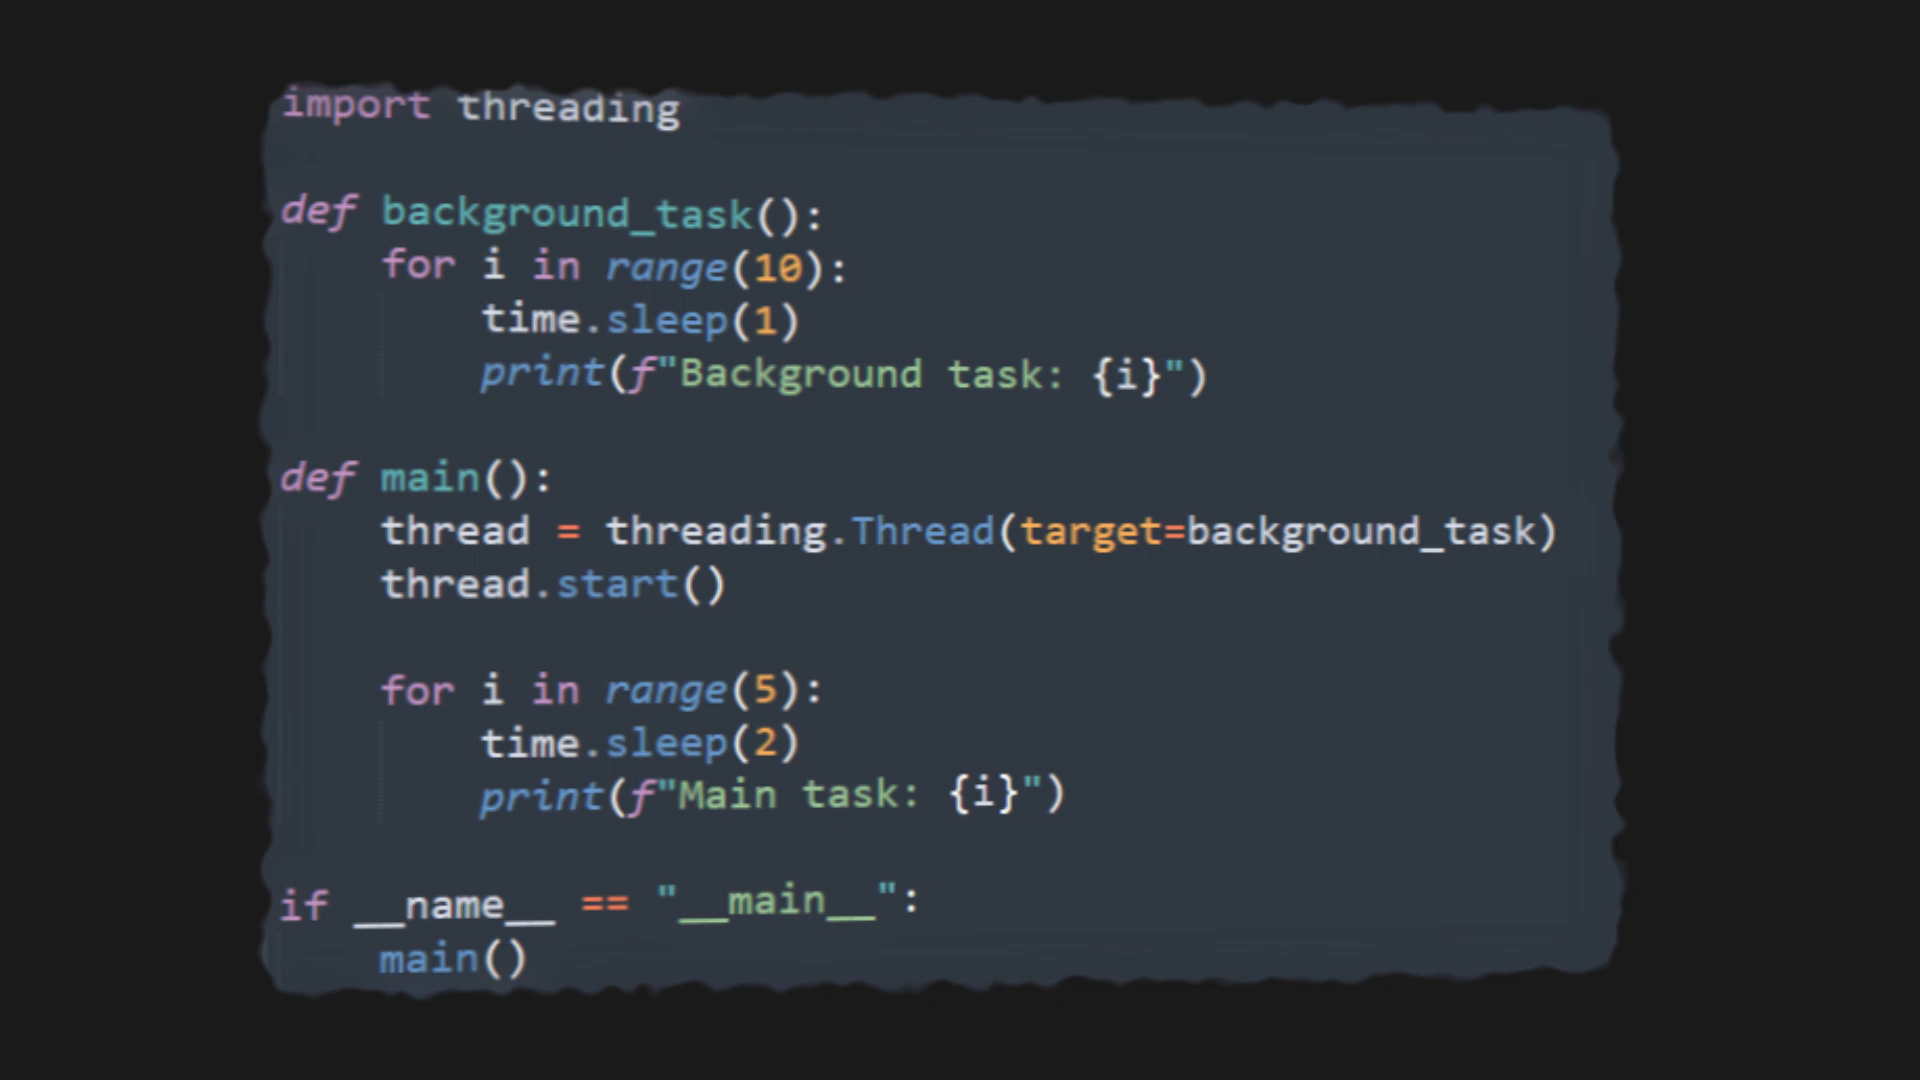 import threading

def background_task():
    for i in range(10):
        time.sleep(1)
        print(f"Background task: {i}")

def main():
    thread = threading.Thread(target=background_task)
    thread.start()

    for i in range(5):
        time.sleep(2)
        print(f"Main task: {i}")

if __name__ == "__main__":
    main()